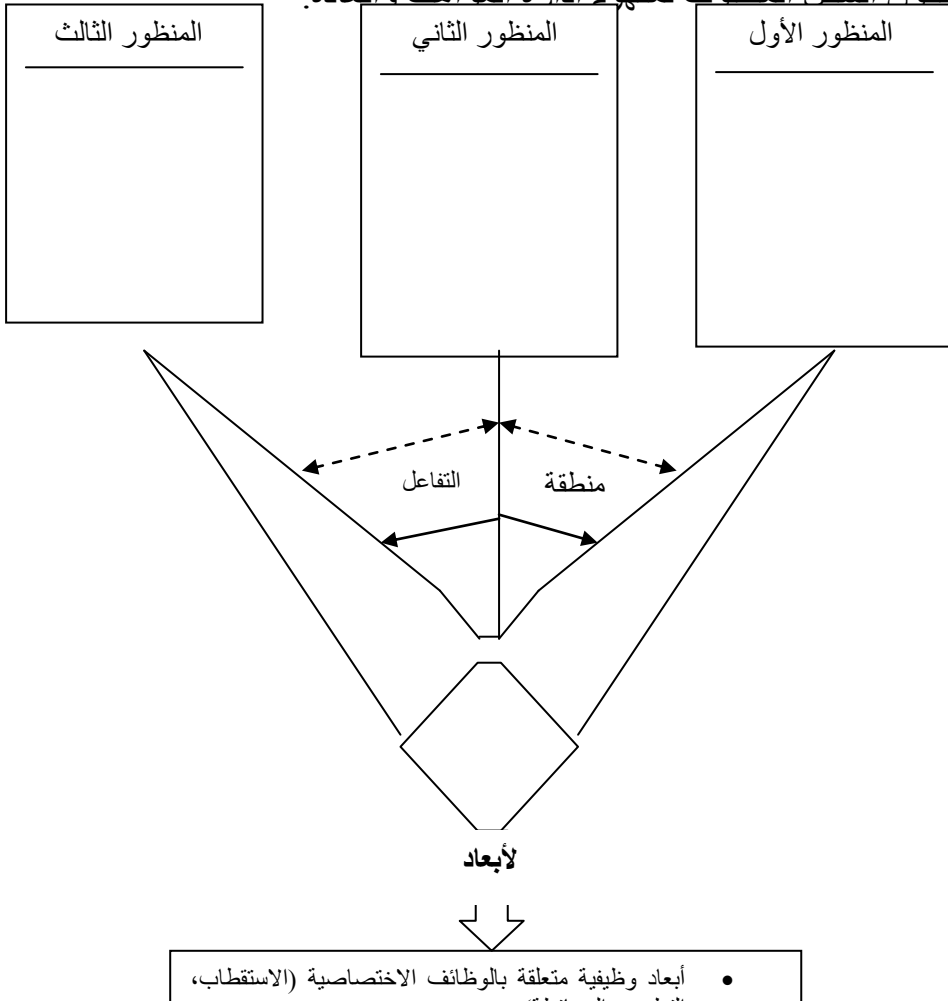 المنظور الأول
المنظور الثاني
المنظور الثالث
منطقة
التفاعل
لأبعاد
• أبعاد وظيفية متعلقة بالوظائف الاختصاصية (الاستقطاب،